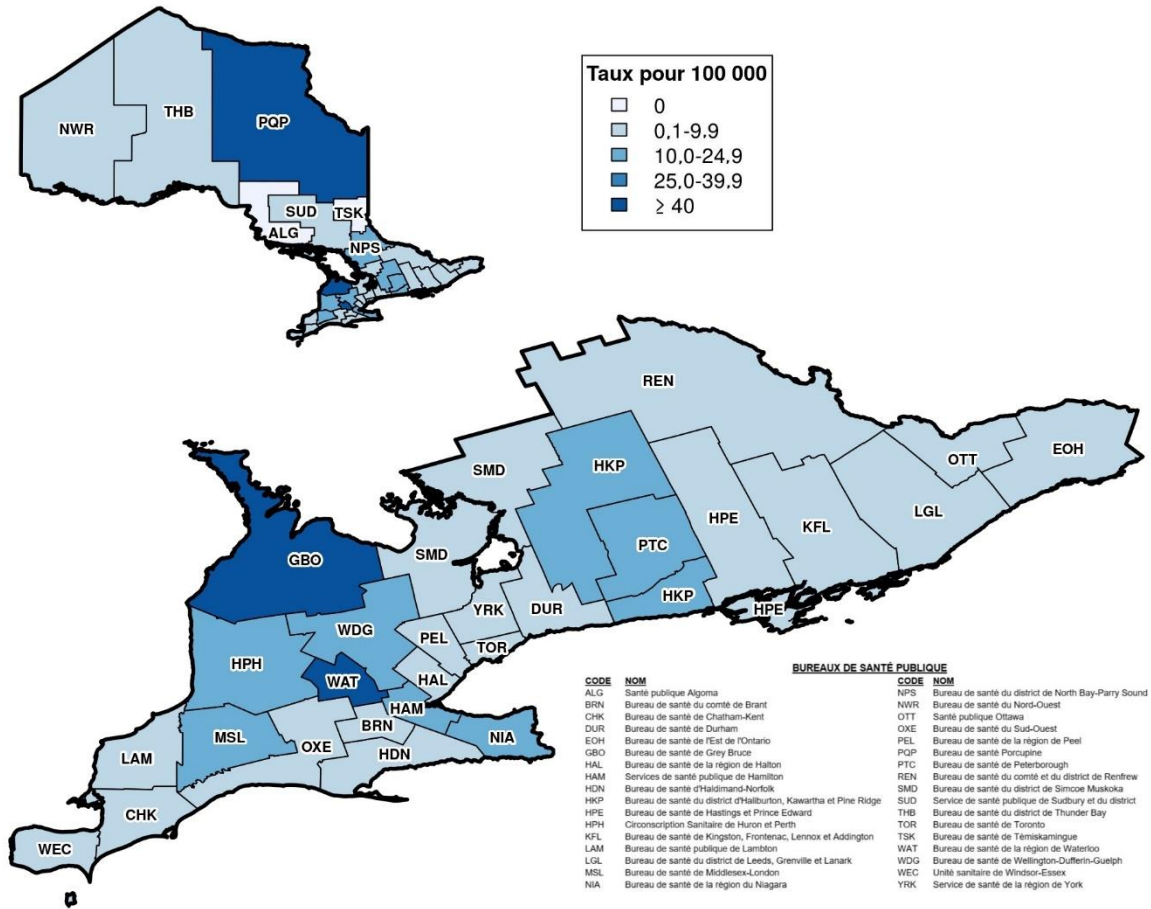 Taux pour 100 000
0
0,1-9,9
10,0-24,9
25,0-39,9
≥ 40
NWR
THB
PQP
SUD
TSK
ALG
NPS
REN
SMD
HKP
OTT
EOH
LGL
HPE
KFL
PTC
GBO
SMD
HKP
HPE
DUR
YRK
WDG
PEL
TOR
HPH
HAL
WAT
HAM
BRN
MSL
OXE
NIA
HDN
LAM
CHK
WEC
BUREAUX DE SANTÉ PUBLIQUE
CODE NOM
ALG Santé publique Algoma
BRN Bureau de santé du comté de Brant
CHK Bureau de santé de Chatham-Kent
DUR Bureau de santé de Durham
EOH Bureau de santé de l'Est de l'Ontario
GBO Bureau de santé de Grey Bruce
HAL Bureau de santé de la région de Halton
HAM Services de santé publique de Hamilton
HDN Bureau de santé d'Haldimand-Norfolk
HKP Bureau de santé du district d'Haliburton, Kawartha et Pine Ridge
HPE Bureau de santé de Hastings et Prince Edward
HPH Circonscription Sanitaire de Huron et Perth
KFL Bureau de santé de Kingston, Frontenac, Lennox et Addington
LAM Bureau de santé publique de Lambton
LGL Bureau de santé du district de Leeds, Grenville et Lanark
MSL Bureau de santé de Middlesex-London
NIA Bureau de santé de la région du Niagara
CODE NOM
NPS Bureau de santé du district de North Bay-Parry Sound
NWR Bureau de santé du Nord-Ouest
OTT Santé publique Ottawa
OXE Bureau de santé du Sud-Ouest
PEL Bureau de santé de la région de Peel
PQP Bureau de santé Porcupine
PTC Bureau de santé de Peterborough
REN Bureau de santé du comté et du district de Renfrew
SMD Bureau de santé du district de Simcoe Muskoka
SUD Service de santé publique de Sudbury et du district
THB Bureau de santé du district de Thunder Bay
TOR Bureau de santé de Toronto
TSK Bureau de santé de Témiskamingue
WAT Bureau de santé de la région de Waterloo
WDG Bureau de santé de Wellington-Dufferin-Guelph
WEC Unité sanitaire de Windsor-Essex
YRK Service de santé de la région de York